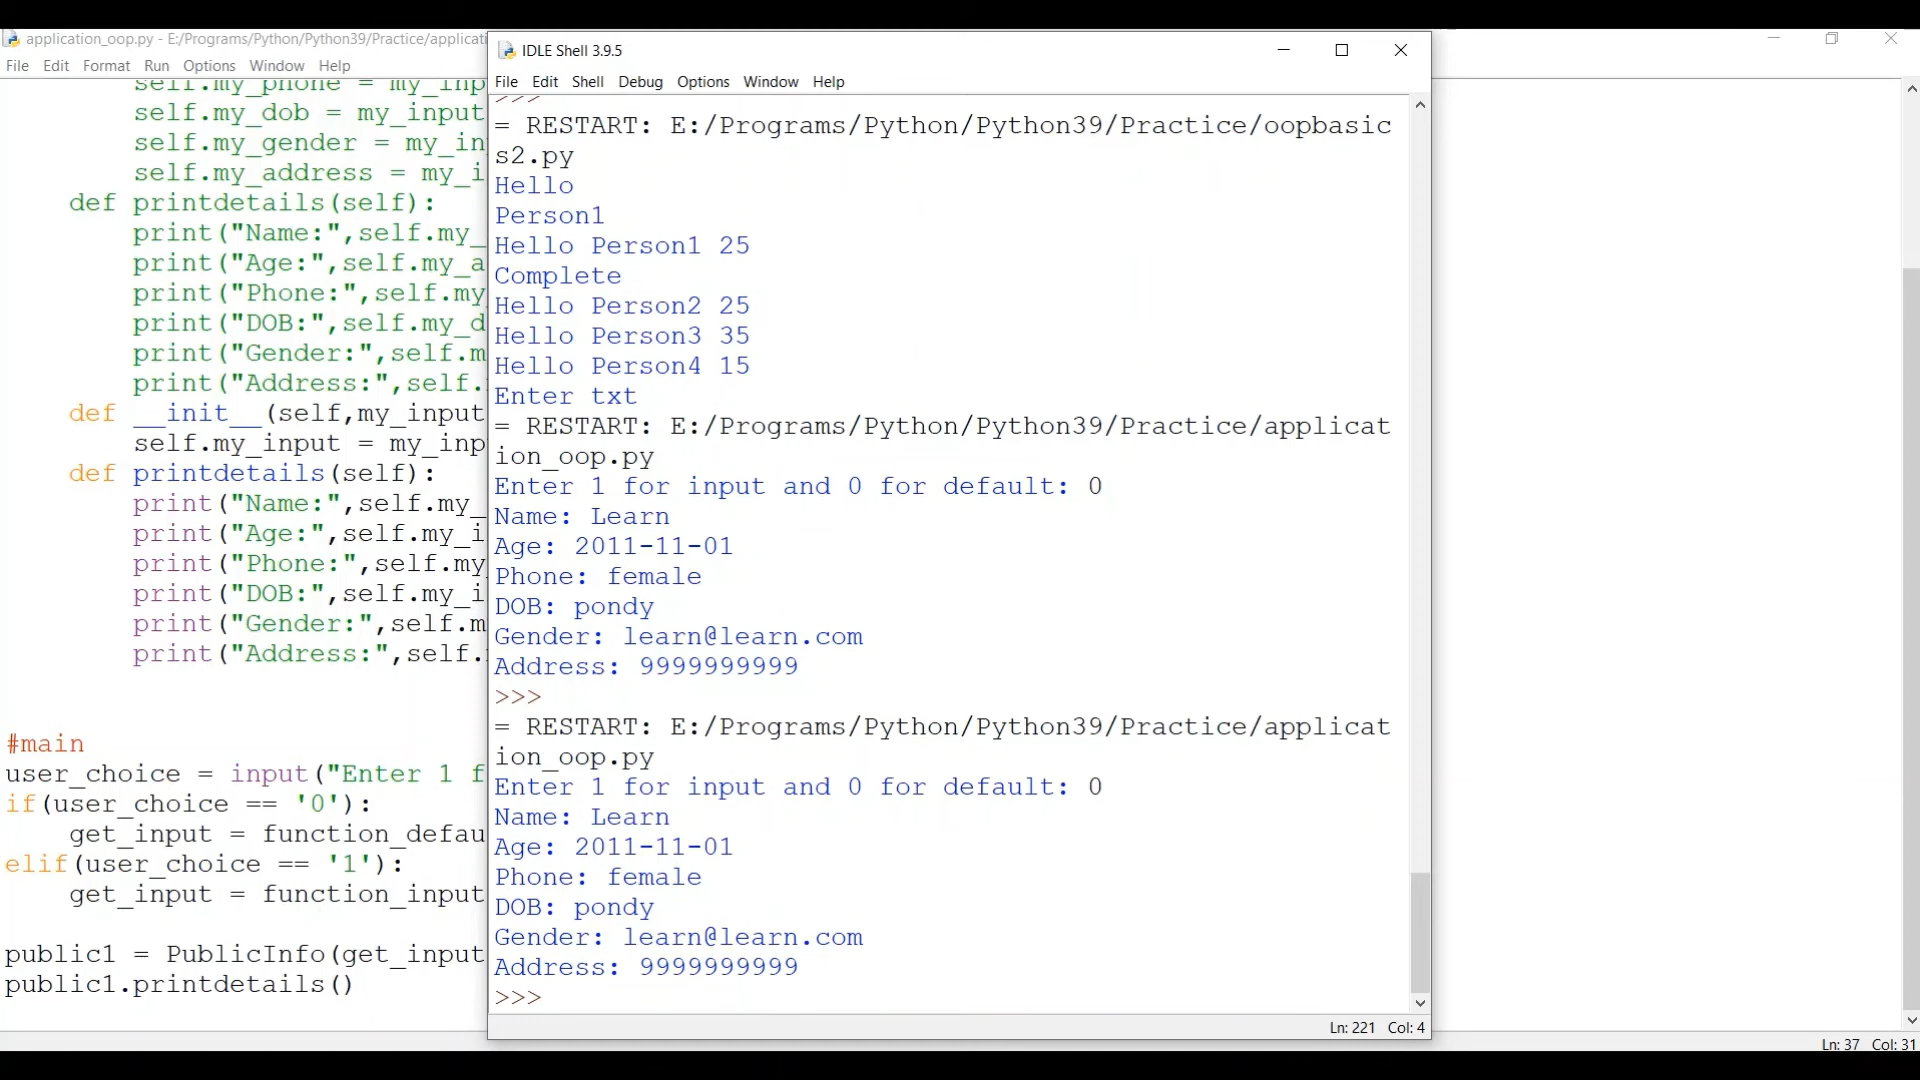 application_oop.py - E:/Programs/Python/Python39/Practice/applicati
File Edit Format Run Options Window Help
self.my_phone = my_inp
self.my_dob = my_input
self.my_gender = my_in
self.my_address = my_i
def printdetails(self):
print("Name:",self.my_
print("Age:",self.my_a
print("Phone:",self.my
print("DOB:",self.my_d
print("Gender:",self.m
print("Address:",self.
def __init__(self,my_input
self.my_input = my_inp
def printdetails(self):
print("Name:",self.my_
print("Age:",self.my_i
print("Phone:",self.my
print("DOB:",self.my_i
print("Gender:",self.m
print("Address:",self.
#main
user_choice = input("Enter 1 f
if(user_choice == '0'):
get_input = function_defau
elif(user_choice == '1'):
get_input = function_input
public1 = PublicInfo(get_input
public1.printdetails()
IDLE Shell 3.9.5
File Edit Shell Debug Options Window Help
>>>
= RESTART: E:/Programs/Python/Python39/Practice/oopbasic
s2.py
Hello
Person1
Hello Person1 25
Complete
Hello Person2 25
Hello Person3 35
Hello Person4 15
Enter txt
= RESTART: E:/Programs/Python/Python39/Practice/applicat
ion_oop.py
Enter 1 for input and 0 for default: 0
Name: Learn
Age: 2011-11-01
Phone: female
DOB: pondy
Gender: learn@learn.com
Address: 9999999999
>>>
= RESTART: E:/Programs/Python/Python39/Practice/applicat
ion_oop.py
Enter 1 for input and 0 for default: 0
Name: Learn
Age: 2011-11-01
Phone: female
DOB: pondy
Gender: learn@learn.com
Address: 9999999999
>>>
Ln: 221 Col: 4
Ln: 37 Col: 31